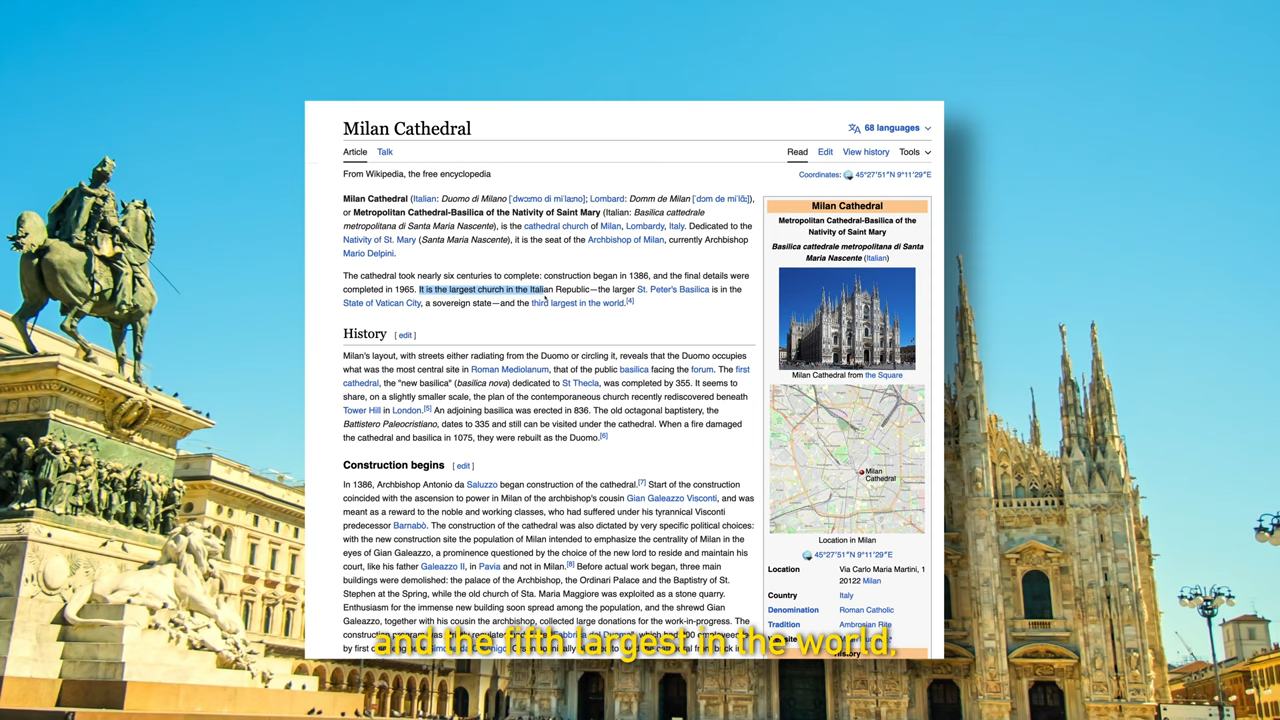 Milan Cathedral
68 languages
Article Talk
Read Edit View history Tools
From Wikipedia, the free encyclopedia
Coordinates: 45°27′51″N 9°11′29″E
Milan Cathedral (Italian: Duomo di Milano [ˈdwɔːmo di miˈlaːno]; Lombard: Domm de Milan [ˈdɔm de miˈlãː]),
or Metropolitan Cathedral-Basilica of the Nativity of Saint Mary (Italian: Basilica cattedrale
metropolitana di Santa Maria Nascente), is the cathedral church of Milan, Lombardy, Italy. Dedicated to the
Nativity of St. Mary (Santa Maria Nascente), it is the seat of the Archbishop of Milan, currently Archbishop
Mario Delpini.
The cathedral took nearly six centuries to complete: construction began in 1386, and the final details were
completed in 1965. It is the largest church in the Italian Republic—the larger St. Peter's Basilica is in the
State of Vatican City, a sovereign state—and the third largest in the world.[4]
History [ edit ]
Milan's layout, with streets either radiating from the Duomo or circling it, reveals that the Duomo occupies
what was the most central site in Roman Mediolanum, that of the public basilica facing the forum. The first
cathedral, the "new basilica" (basilica nova) dedicated to St Thecla, was completed by 355. It seems to
share, on a slightly smaller scale, the plan of the contemporaneous church recently rediscovered beneath
Tower Hill in London.[5] An adjoining basilica was erected in 836. The old octagonal baptistery, the
Battistero Paleocristiano, dates to 335 and still can be visited under the cathedral. When a fire damaged
the cathedral and basilica in 1075, they were rebuilt as the Duomo.[6]
Construction begins [ edit ]
In 1386, Archbishop Antonio da Saluzzo began construction of the cathedral.[7] Start of the construction
coincided with the ascension to power in Milan of the archbishop's cousin Gian Galeazzo Visconti, and was
meant as a reward to the noble and working classes, who had suffered under his tyrannical Visconti
predecessor Barnabò. The construction of the cathedral was also dictated by very specific political choices:
with the new construction site the population of Milan intended to emphasize the centrality of Milan in the
eyes of Gian Galeazzo, a prominence questioned by the choice of the new lord to reside and maintain his
court, like his father Galeazzo II, in Pavia and not in Milan.[8] Before actual work began, three main
buildings were demolished: the palace of the Archbishop, the Ordinari Palace and the Baptistry of St.
Stephen at the Spring, while the old church of Sta. Maria Maggiore was exploited as a stone quarry.
Enthusiasm for the immense new building soon spread among the population, and the shrewd Gian
Galeazzo, together with his cousin the archbishop, collected large donations for the work-in-progress. The
construction
by first
Milan Cathedral
Metropolitan Cathedral-Basilica of the
Nativity of Saint Mary
Basilica cattedrale metropolitana di Santa
Maria Nascente (Italian)
Milan Cathedral from the Square
Milan
Cathedral
Location in Milan
45°27′51″N 9°11′29″E
Location Via Carlo Maria Martini, 1
20122 Milan
Country Italy
Denomination Roman Catholic
Tradition Ambrosian Rite
History
and the fifth largest in the world.